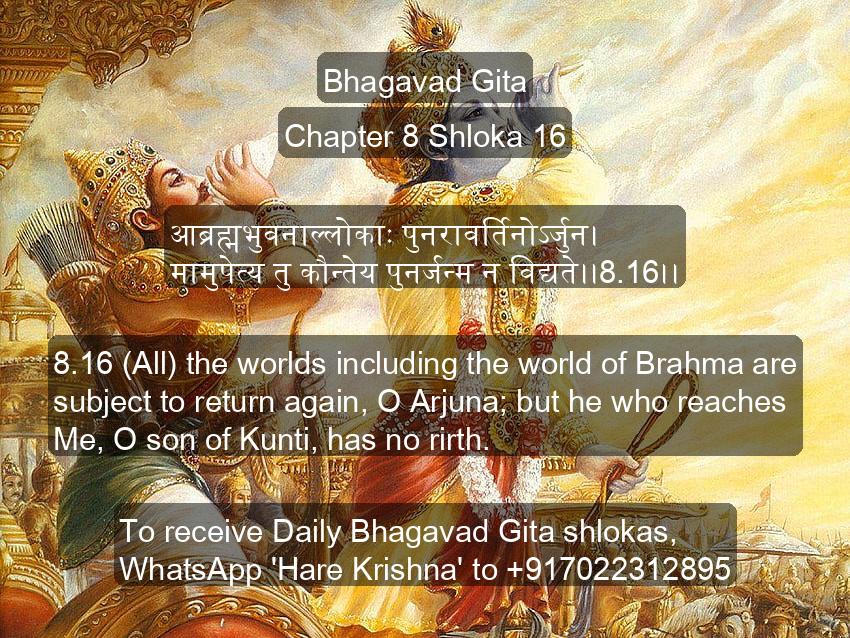 Bhagavad Gita
Chapter 8 Shloka 16
आब्रह्मभुवनाल्लोकाः पुनरावर्तिनोऽर्जुन।
मामुपेत्य तु कौन्तेय पुनर्जन्म न विद्यते।।8.16।।
8.16 (All) the worlds including the world of Brahma are
subject to return again, O Arjuna; but he who reaches
Me, O son of Kunti, has no rirth.
To receive Daily Bhagavad Gita shlokas,
WhatsApp 'Hare Krishna' to +917022312895